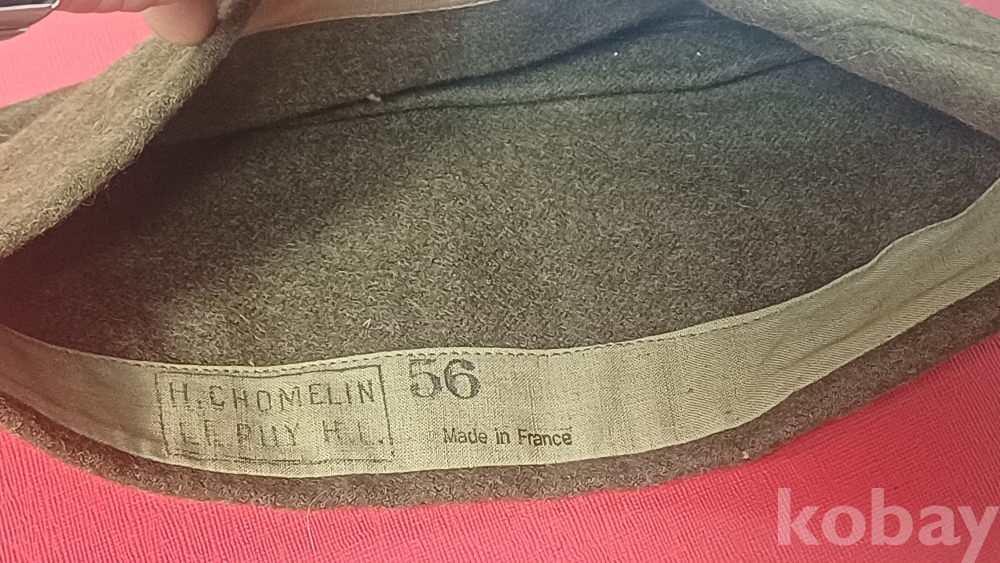 H. CHOMELIN
LE PUY H. L.
56
Made in France
kobay